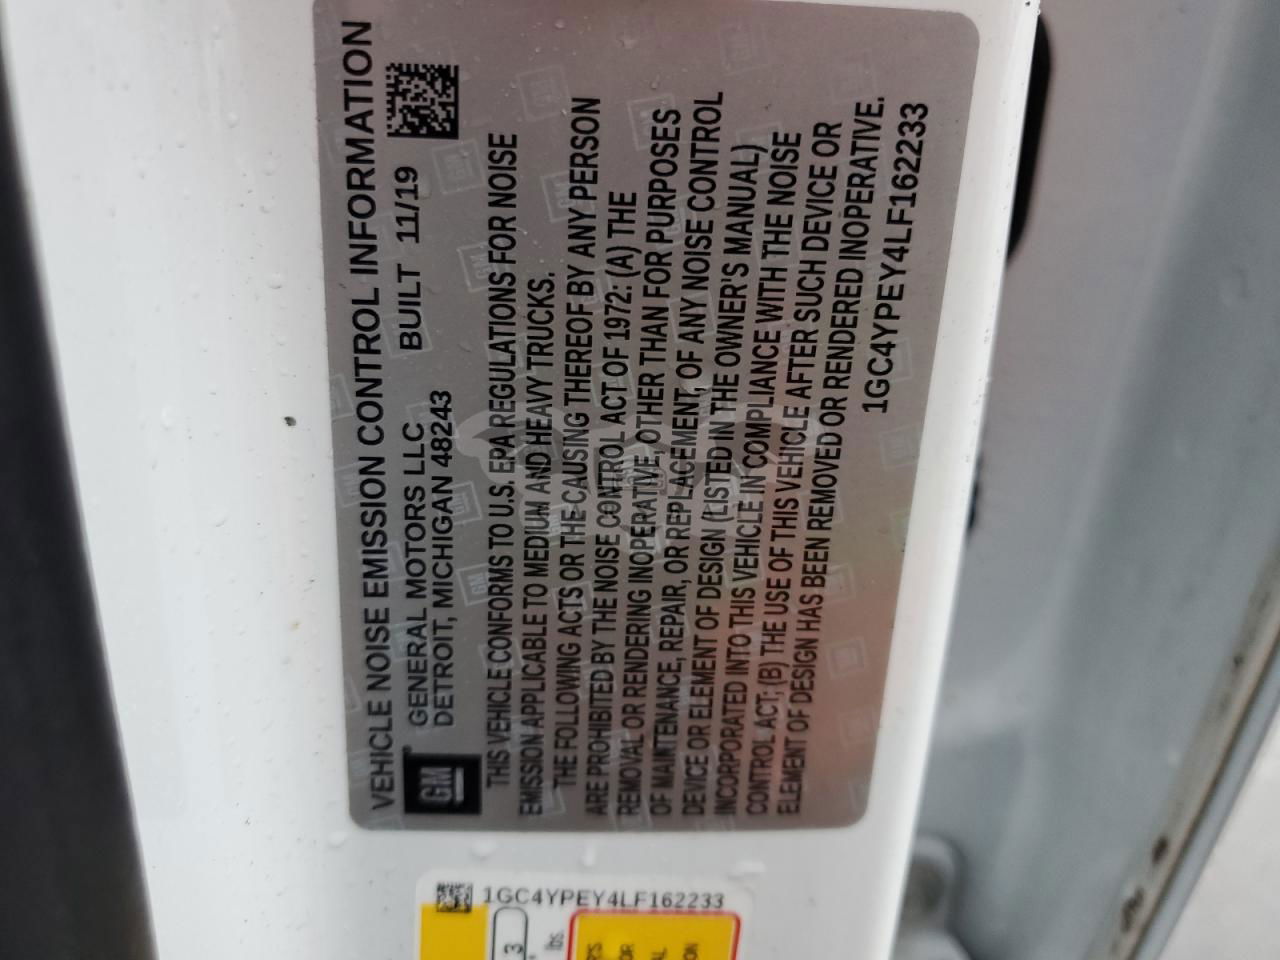 VEHICLE NOISE EMISSION CONTROL INFORMATION
GM
GENERAL MOTORS LLC
DETROIT, MICHIGAN 48243
BUILT 11/19
THIS VEHICLE CONFORMS TO U.S. EPA REGULATIONS FOR NOISE
EMISSION APPLICABLE TO MEDIUM AND HEAVY TRUCKS.
THE FOLLOWING ACTS OR THE CAUSING THEREOF BY ANY PERSON
ARE PROHIBITED BY THE NOISE CONTROL ACT OF 1972: (A) THE
REMOVAL OR RENDERING INOPERATIVE, OTHER THAN FOR PURPOSES
OF MAINTENANCE, REPAIR, OR REPLACEMENT, OF ANY NOISE CONTROL
DEVICE OR ELEMENT OF DESIGN (LISTED IN THE OWNER'S MANUAL)
INCORPORATED INTO THIS VEHICLE IN COMPLIANCE WITH THE NOISE
CONTROL ACT; (B) THE USE OF THIS VEHICLE AFTER SUCH DEVICE OR
ELEMENT OF DESIGN HAS BEEN REMOVED OR RENDERED INOPERATIVE.
1GC4YPEY4LF162233
1GC4YPEY4LF162233
3
lbs.